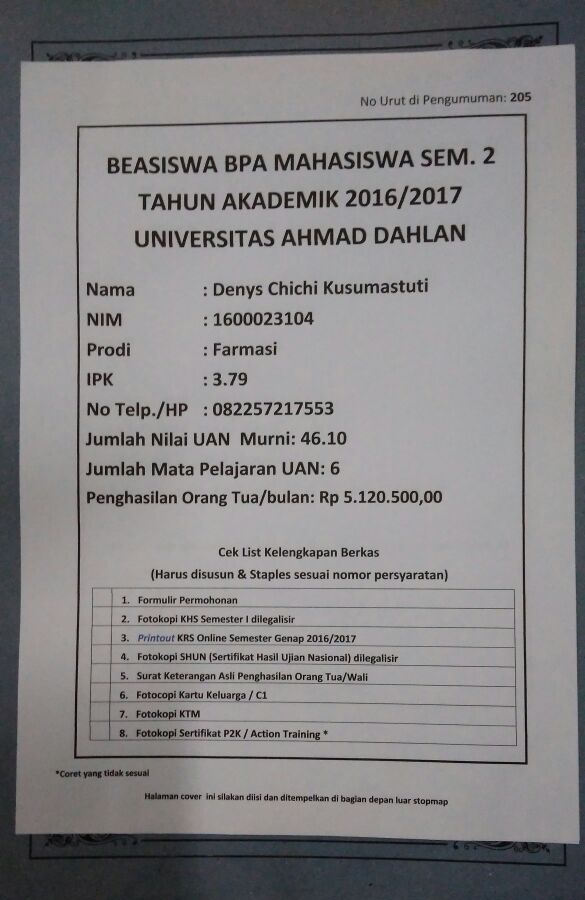 No Urut di Pengumuman: 205
BEASISWA BPA MAHASISWA SEM. 2
TAHUN AKADEMIK 2016/2017
UNIVERSITAS AHMAD DAHLAN
Nama : Denys Chichi Kusumastuti
NIM : 1600023104
Prodi : Farmasi
IPK : 3.79
No Telp./HP : 082257217553
Jumlah Nilai UAN Murni: 46.10
Jumlah Mata Pelajaran UAN: 6
Penghasilan Orang Tua/bulan: Rp 5.120.500,00
Cek List Kelengkapan Berkas
(Harus disusun & Staples sesuai nomor persyaratan)
1. Formulir Permohonan
2. Fotokopi KHS Semester I dilegalisir
3. Printout KRS Online Semester Genap 2016/2017
4. Fotokopi SHUN (Sertifikat Hasil Ujian Nasional) dilegalisir
5. Surat Keterangan Asli Penghasilan Orang Tua/Wali
6. Fotocopi Kartu Keluarga / C1
7. Fotokopi KTM
8. Fotokopi Sertifikat P2K / Action Training *
*Coret yang tidak sesuai
Halaman cover ini silakan diisi dan ditempelkan di bagian depan luar stopmap